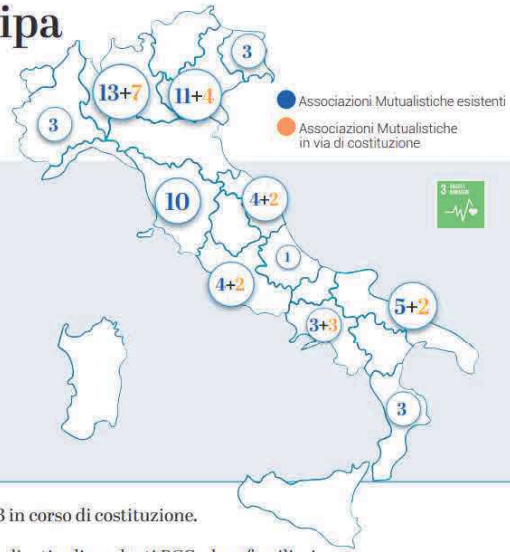 ipa
3
13+7
11+4
3
Associazioni Mutualistiche esistenti
Associazioni Mutualistiche
in via di costituzione
10
4+2
3
1
4+2
5+2
3+3
3
3 in corso di costituzione.